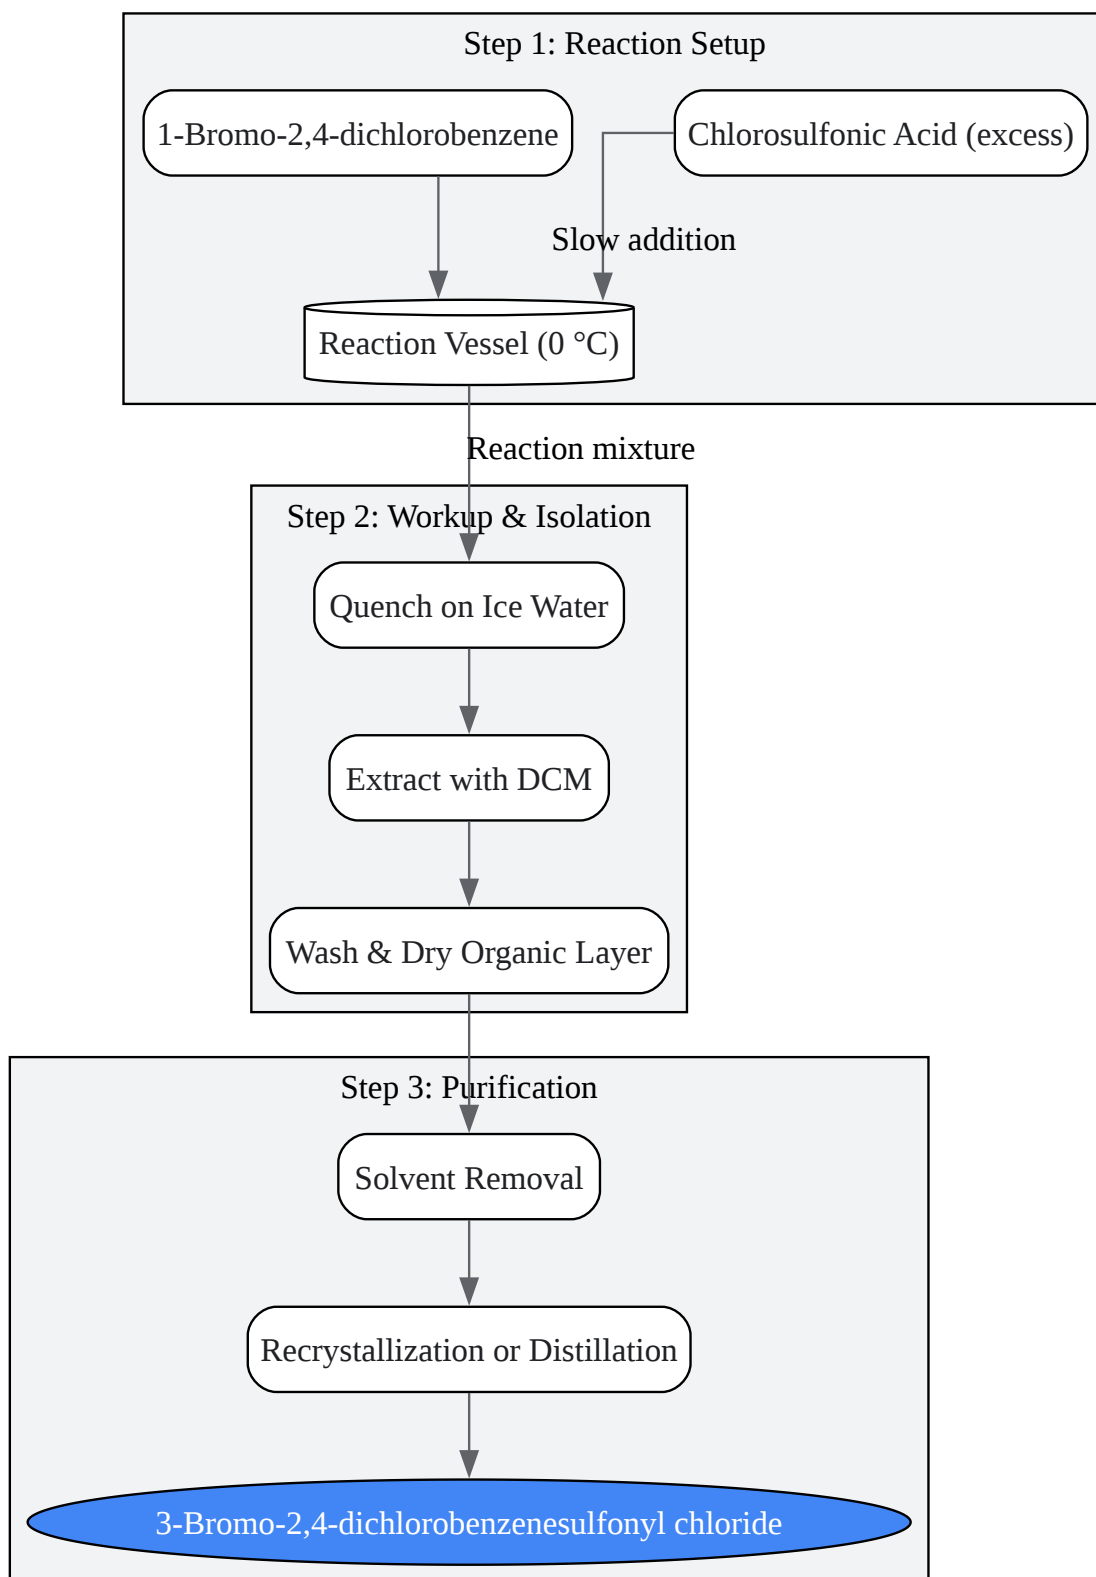 Step 1: Reaction Setup
1-Bromo-2,4-dichlorobenzene
Chlorosulfonic Acid (excess)
Slow addition
Reaction Vessel (0 °C)
Reaction mixture
Step 2: Workup & Isolation
Quench on Ice Water
Extract with DCM
Wash & Dry Organic Layer
Step 3: Purification
Solvent Removal
Recrystallization or Distillation
3-Bromo-2,4-dichlorobenzenesulfonyl chloride